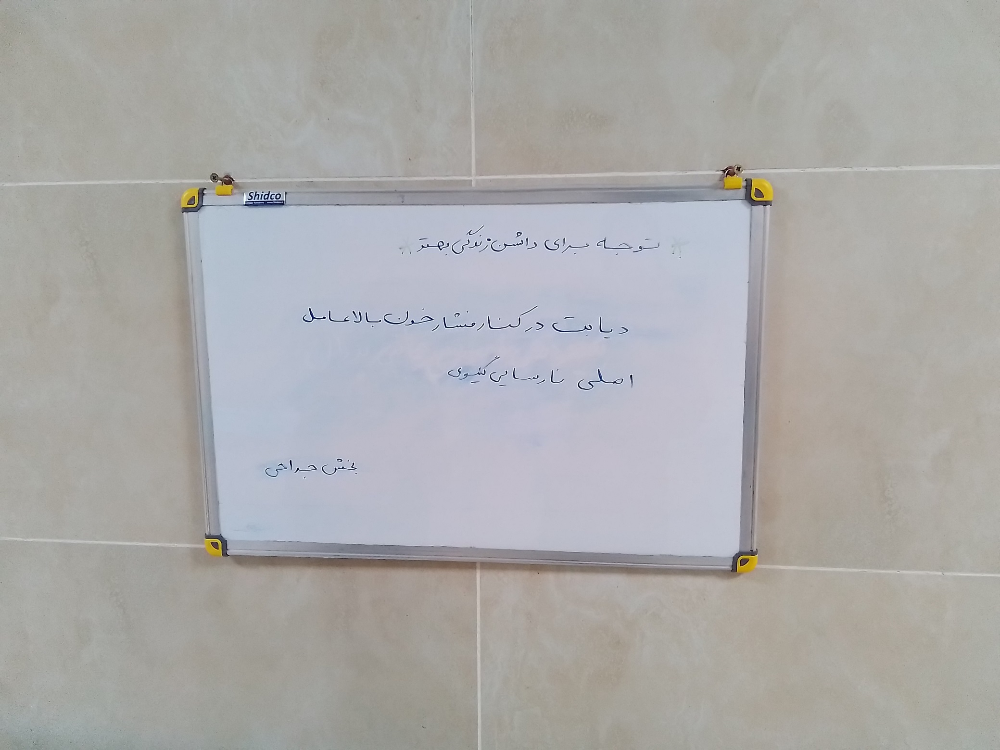 Shidco
* توجه برای داشتن زندگی بهتر *
دیابت در کنار فشار خون بالا عامل
اصلی نارسایی کلیوی
بخش جراحی